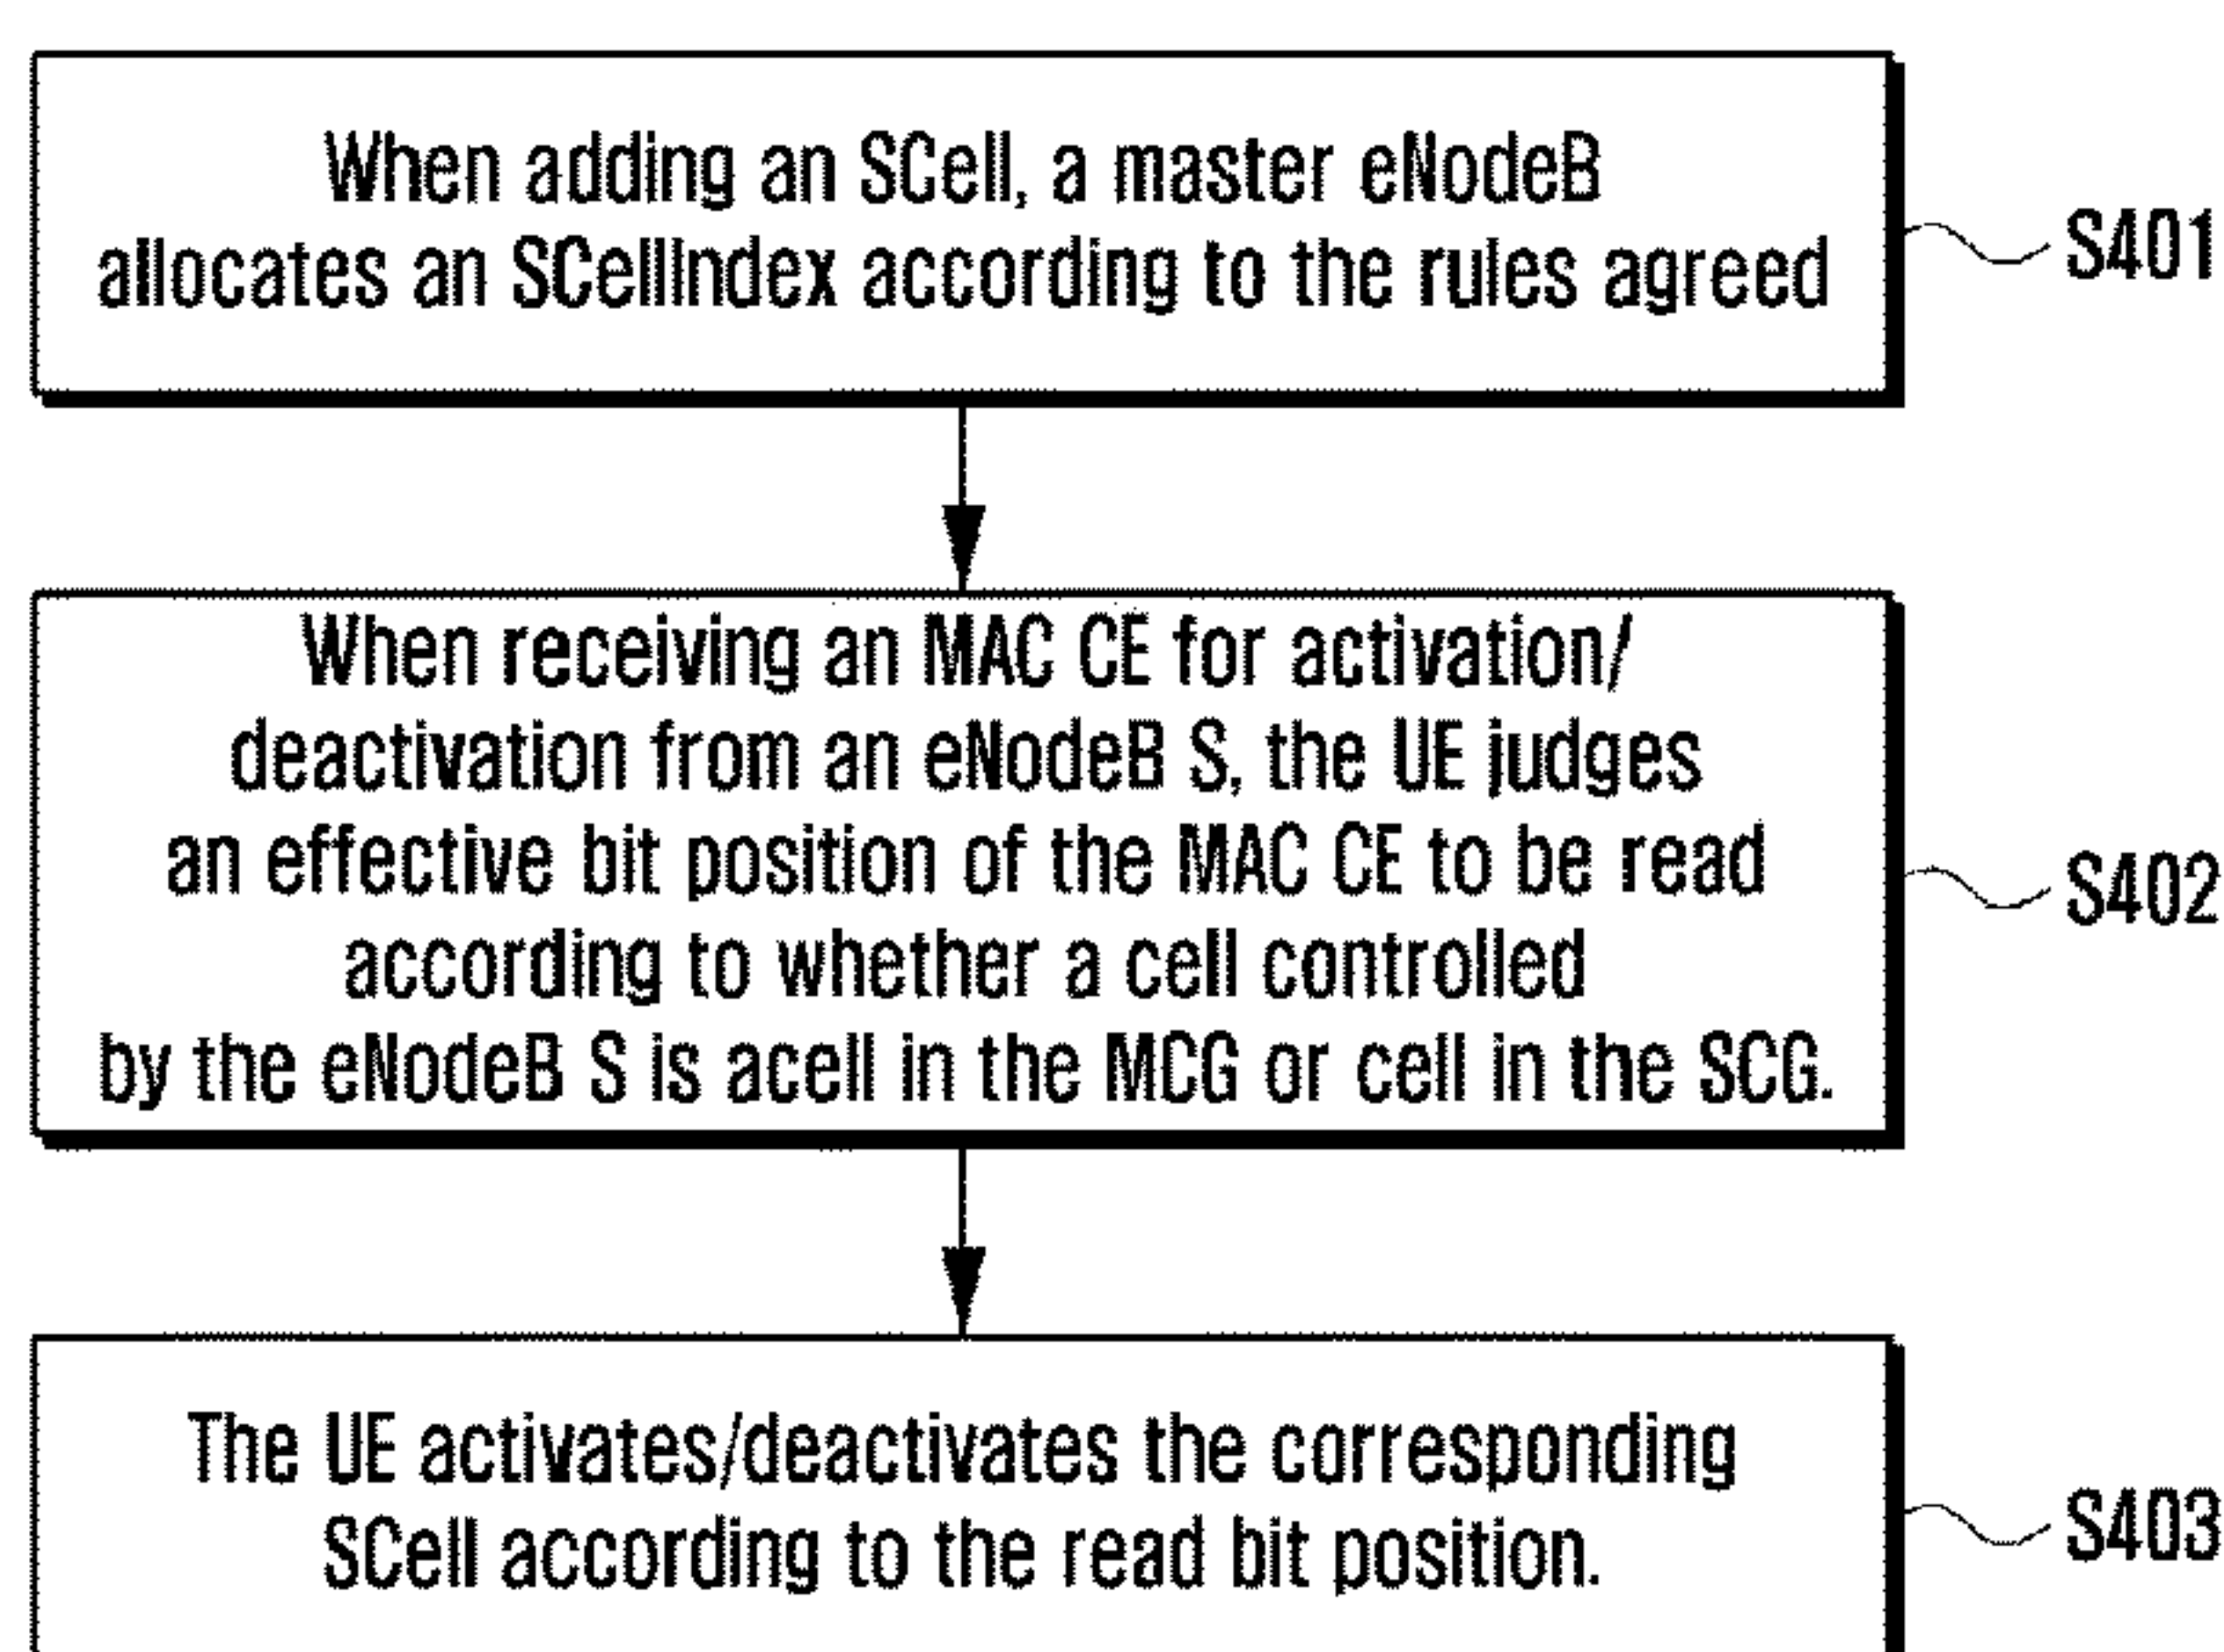 When adding an SCell, a master eNodeB
allocates an SCellIndex according to the rules agreed
S401
When receiving an MAC CE for activation/
deactivation from an eNodeB S, the UE judges
an effective bit position of the MAC CE to be read
according to whether a cell controlled
by the eNodeB S is acell in the MCG or cell in the SCG.
S402
The UE activates/deactivates the corresponding
SCell according to the read bit position.
S403